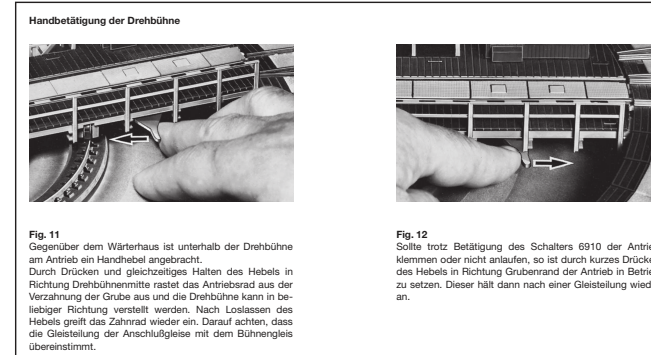 Handbetätigung der Drehbühne
Fig. 11
Gegenüber dem Wärterhaus ist unterhalb der Drehbühne
am Antrieb ein Handhebel angebracht.
Durch Drücken und gleichzeitiges Halten des Hebels in
Richtung Drehbühnenmitte rastet das Antriebsrad aus der
Verzahnung der Grube aus und die Drehbühne kann in be-
liebiger Richtung verstellt werden. Nach Loslassen des
Hebels greift das Zahnrad wieder ein. Darauf achten, dass
die Gleisteilung der Anschlußgleise mit dem Bühnengleis
übereinstimmt.
Fig. 12
Sollte trotz Betätigung des Schalters 6910 der Antrie
klemmen oder nicht anlaufen, so ist durch kurzes Drücke
des Hebels in Richtung Grubenrand der Antrieb in Betrie
zu setzen. Dieser hält dann nach einer Gleisteilung wied
an.